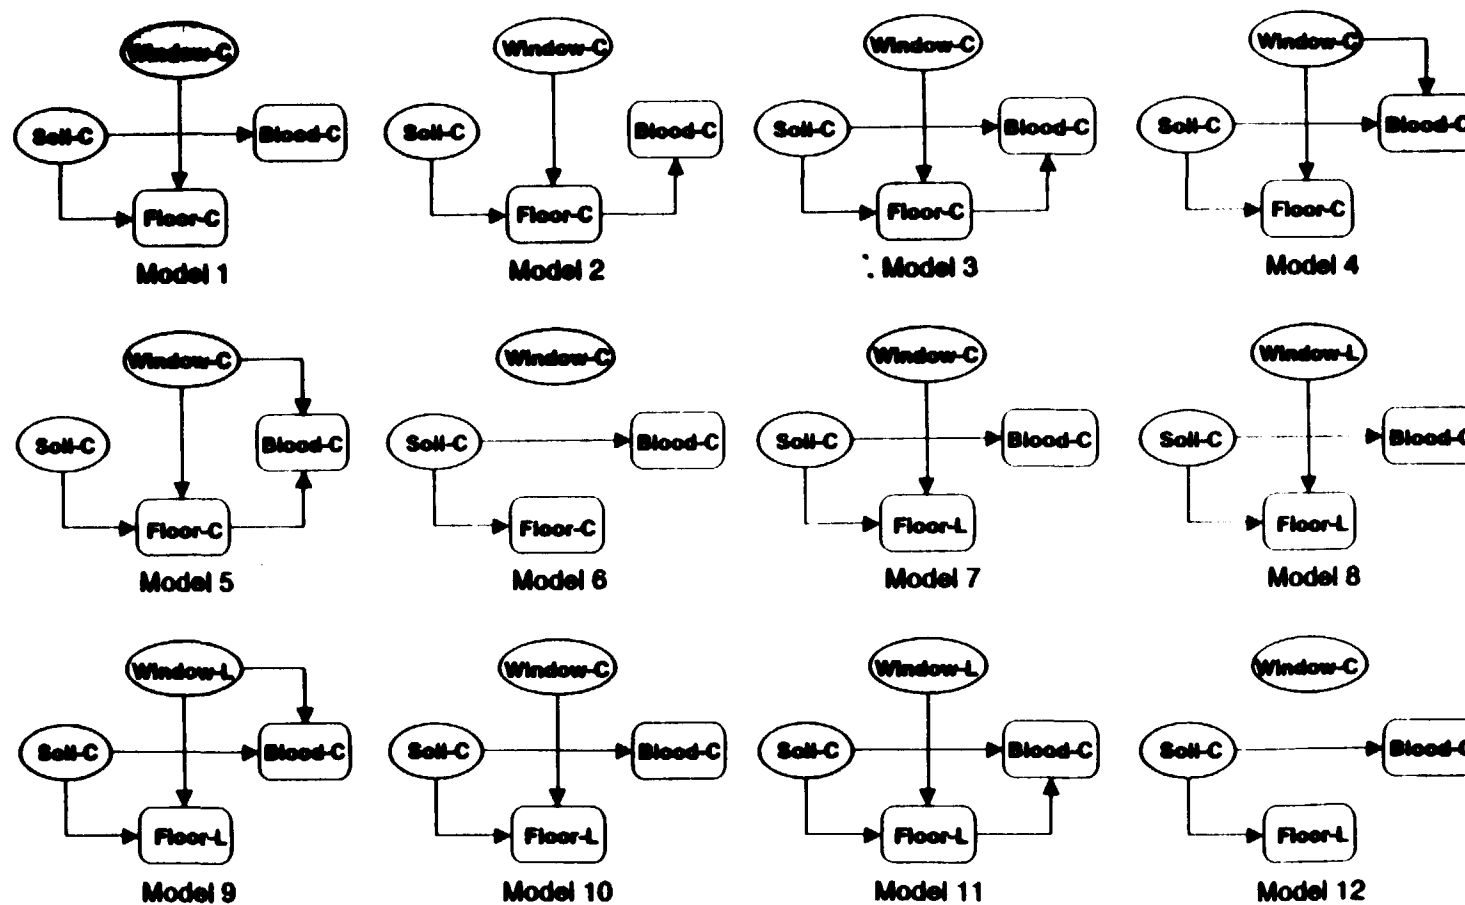 Window-C
Soil-C
Blood-C
Floor-C
Model 1
Window-C
Soil-C
Blood-C
Floor-C
Model 2
Window-C
Soil-C
Blood-C
Floor-C
Model 3
Window-C
Soil-C
Blood-C
Floor-C
Model 4
Window-C
Soil-C
Blood-C
Floor-C
Model 5
Window-C
Soil-C
Blood-C
Floor-C
Model 6
Window-C
Soil-C
Blood-C
Floor-L
Model 7
Window-L
Soil-C
Blood-C
Floor-L
Model 8
Window-L
Soil-C
Blood-C
Floor-L
Model 9
Window-C
Soil-C
Blood-C
Floor-L
Model 10
Window-L
Soil-C
Blood-C
Floor-L
Model 11
Window-C
Soil-C
Blood-C
Floor-L
Model 12